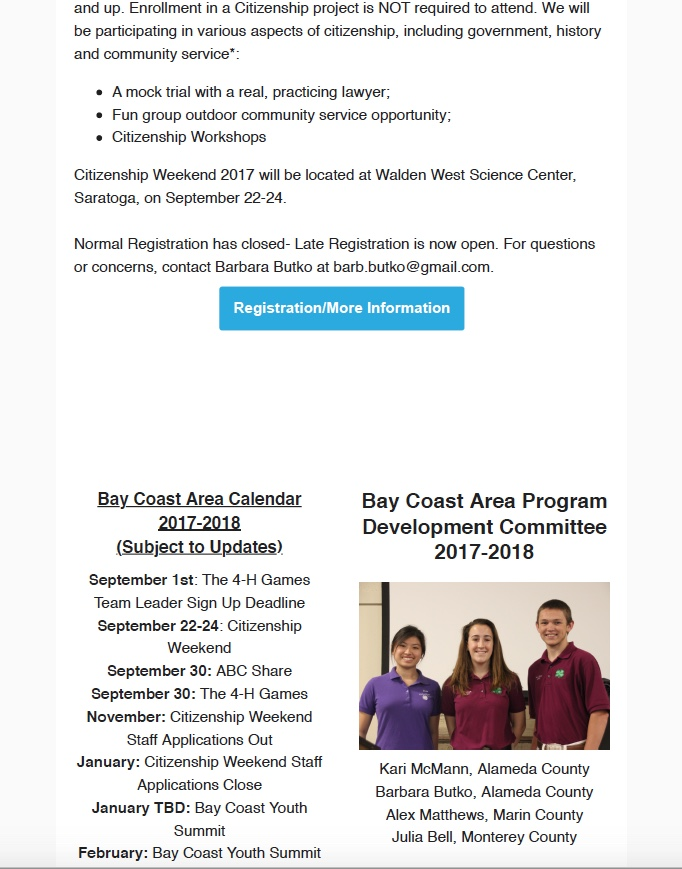 and up. Enrollment in a Citizenship project is NOT required to attend. We will
be participating in various aspects of citizenship, including government, history
and community service*:
• A mock trial with a real, practicing lawyer;
• Fun group outdoor community service opportunity;
• Citizenship Workshops
Citizenship Weekend 2017 will be located at Walden West Science Center,
Saratoga, on September 22-24.
Normal Registration has closed- Late Registration is now open. For questions
or concerns, contact Barbara Butko at barb.butko@gmail.com.
Registration/More Information
Bay Coast Area Calendar
2017-2018
(Subject to Updates)
September 1st: The 4-H Games
Team Leader Sign Up Deadline
September 22-24: Citizenship
Weekend
September 30: ABC Share
September 30: The 4-H Games
November: Citizenship Weekend
Staff Applications Out
January: Citizenship Weekend Staff
Applications Close
January TBD: Bay Coast Youth
Summit
February: Bay Coast Youth Summit
Bay Coast Area Program
Development Committee
2017-2018
Kari McMann, Alameda County
Barbara Butko, Alameda County
Alex Matthews, Marin County
Julia Bell, Monterey County